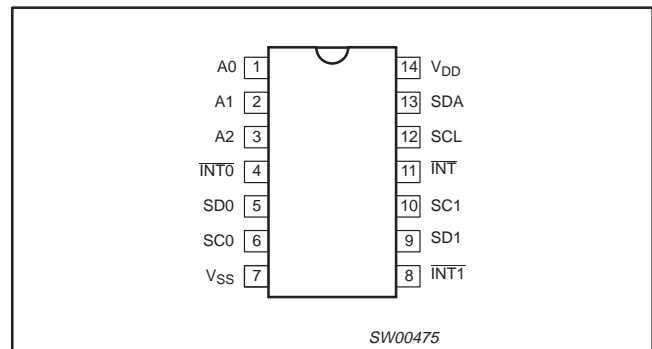 A0 1 14 VDD
A1 2 13 SDA
A2 3 12 SCL
INT0 4 11 INT
SD0 5 10 SC1
SC0 6 9 SD1
VSS 7 8 INT1
SW00475